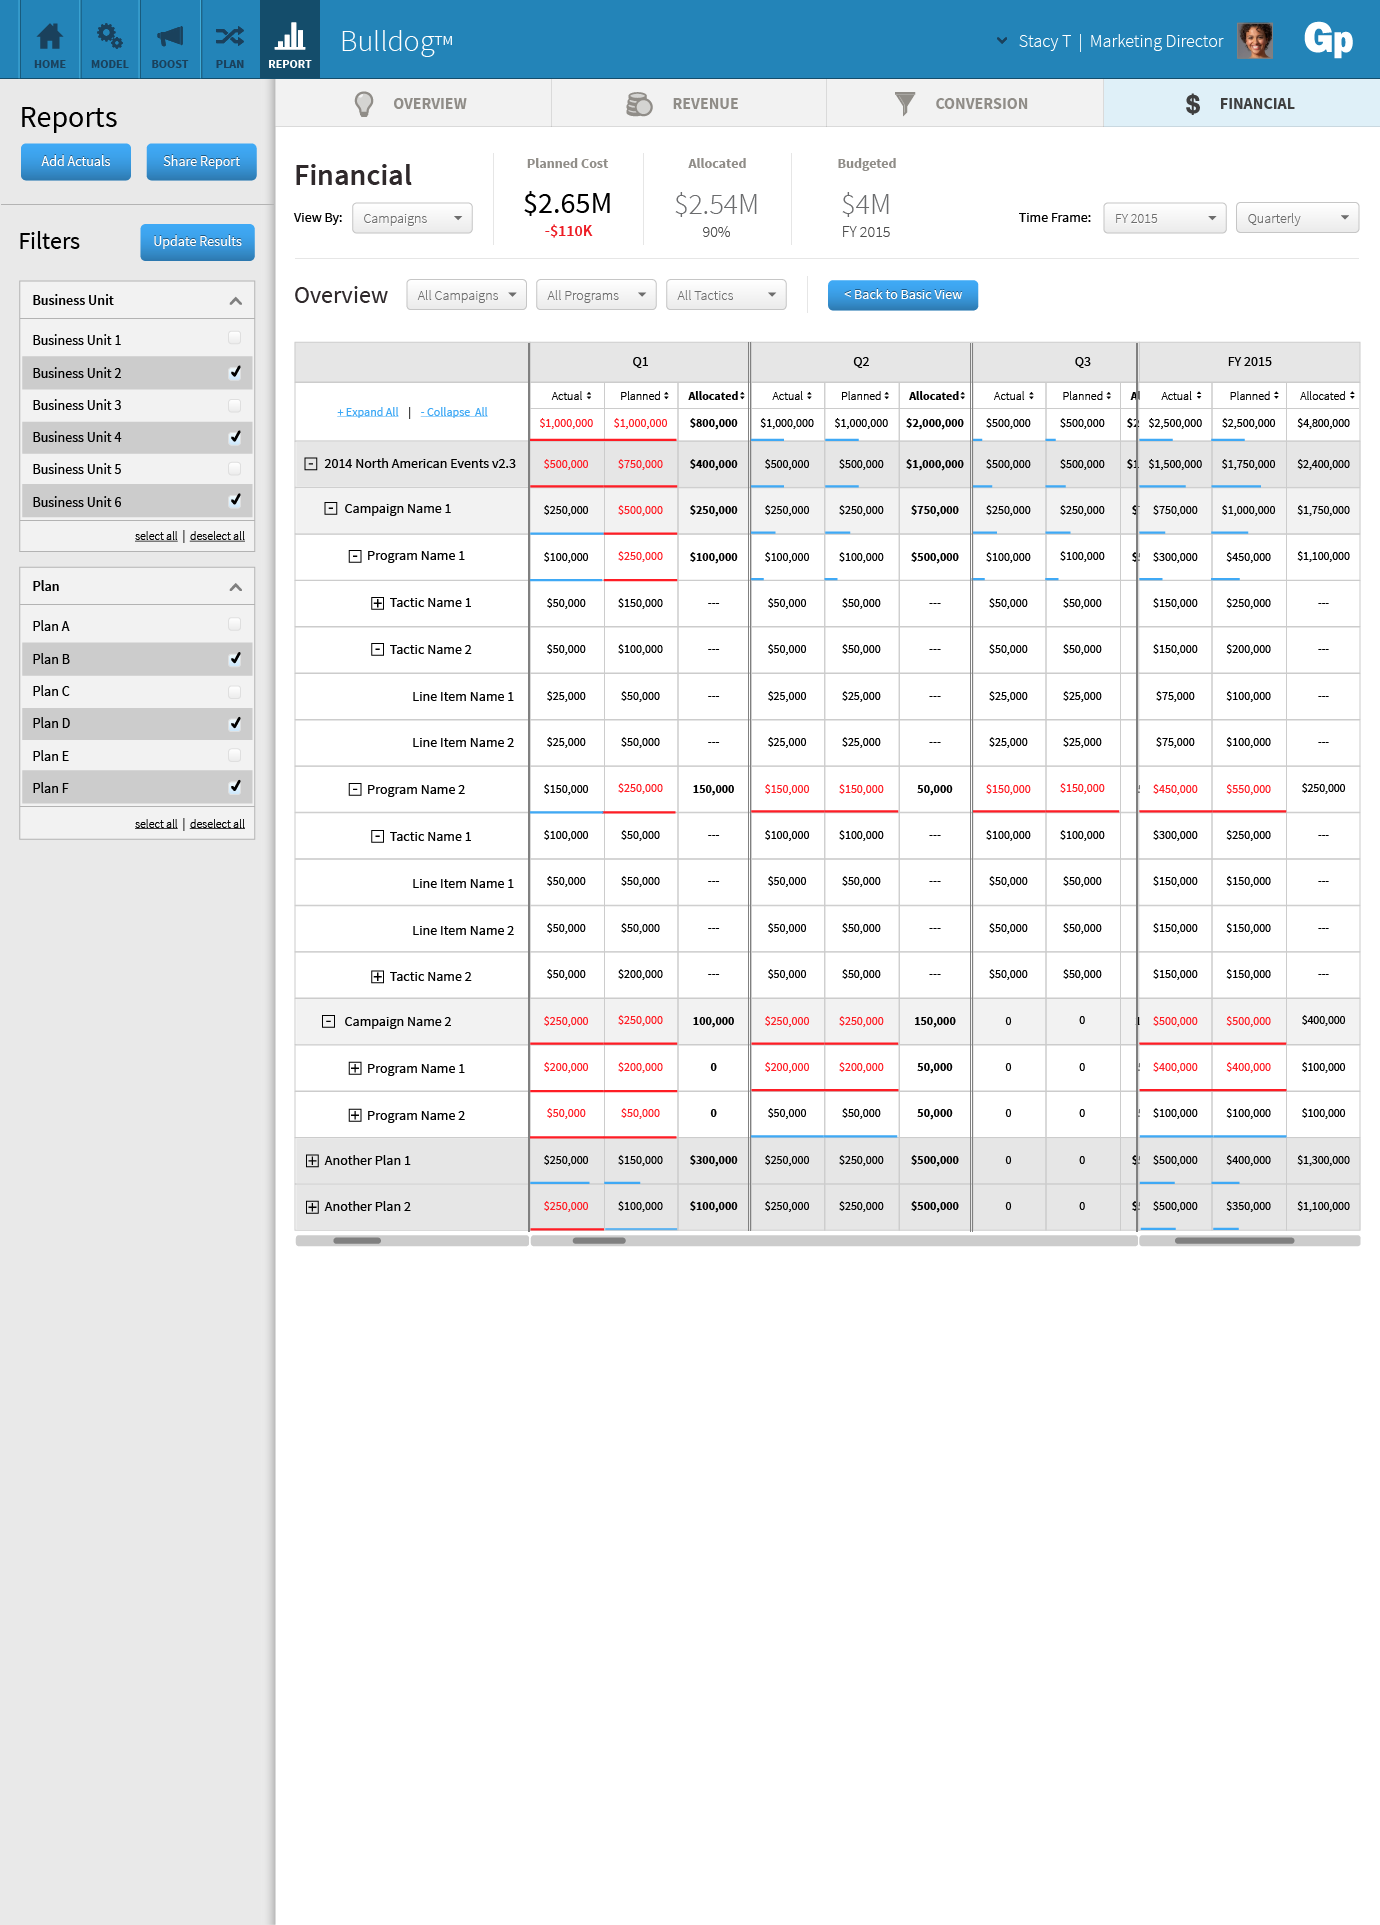 HOME MODEL BOOST PLAN REPORT Bulldog™ Stacy T | Marketing Director Gp
OVERVIEW REVENUE CONVERSION $ FINANCIAL
Reports
Add Actuals Share Report
Filters Update Results
Business Unit
Business Unit 1
Business Unit 2
Business Unit 3
Business Unit 4
Business Unit 5
Business Unit 6
select all | deselect all
Plan
Plan A
Plan B
Plan C
Plan D
Plan E
Plan F
select all | deselect all
Financial
View By: Campaigns
Planned Cost
$2.65M
-$110K
Allocated
$2.54M
90%
Budgeted
$4M
FY 2015
Time Frame: FY 2015 Quarterly
Overview All Campaigns All Programs All Tactics < Back to Basic View
Q1 Q2 Q3 FY 2015
Actual Planned Allocated Actual Planned Allocated Actual Planned Actual Planned Allocated
+ Expand All | - Collapse All
$1,000,000 $1,000,000 $800,000 $1,000,000 $1,000,000 $2,000,000 $500,000 $500,000 $2,500,000 $2,500,000 $4,800,000
2014 North American Events v2.3 $500,000 $750,000 $400,000 $500,000 $500,000 $1,000,000 $500,000 $500,000 $1,500,000 $1,750,000 $2,400,000
Campaign Name 1 $250,000 $500,000 $250,000 $250,000 $250,000 $750,000 $250,000 $250,000 $750,000 $1,000,000 $1,750,000
Program Name 1 $100,000 $250,000 $100,000 $100,000 $100,000 $500,000 $100,000 $100,000 $300,000 $450,000 $1,100,000
Tactic Name 1 $50,000 $150,000 --- $50,000 $50,000 --- $50,000 $50,000 $150,000 $250,000 ---
Tactic Name 2 $50,000 $100,000 --- $50,000 $50,000 --- $50,000 $50,000 $150,000 $200,000 ---
Line Item Name 1 $25,000 $50,000 --- $25,000 $25,000 --- $25,000 $25,000 $75,000 $100,000 ---
Line Item Name 2 $25,000 $50,000 --- $25,000 $25,000 --- $25,000 $25,000 $75,000 $100,000 ---
Program Name 2 $150,000 $250,000 150,000 $150,000 $150,000 50,000 $150,000 $150,000 $450,000 $550,000 $250,000
Tactic Name 1 $100,000 $50,000 --- $100,000 $100,000 --- $100,000 $100,000 $300,000 $250,000 ---
Line Item Name 1 $50,000 $50,000 --- $50,000 $50,000 --- $50,000 $50,000 $150,000 $150,000 ---
Line Item Name 2 $50,000 $50,000 --- $50,000 $50,000 --- $50,000 $50,000 $150,000 $150,000 ---
Tactic Name 2 $50,000 $200,000 --- $50,000 $50,000 --- $50,000 $50,000 $150,000 $150,000 ---
Campaign Name 2 $250,000 $250,000 100,000 $250,000 $250,000 150,000 0 0 $500,000 $500,000 $400,000
Program Name 1 $200,000 $200,000 0 $200,000 $200,000 50,000 0 0 $400,000 $400,000 $100,000
Program Name 2 $50,000 $50,000 0 $50,000 $50,000 50,000 0 0 $100,000 $100,000 $100,000
Another Plan 1 $250,000 $150,000 $300,000 $250,000 $250,000 $500,000 0 0 $500,000 $400,000 $1,300,000
Another Plan 2 $250,000 $100,000 $100,000 $250,000 $250,000 $500,000 0 0 $500,000 $350,000 $1,100,000